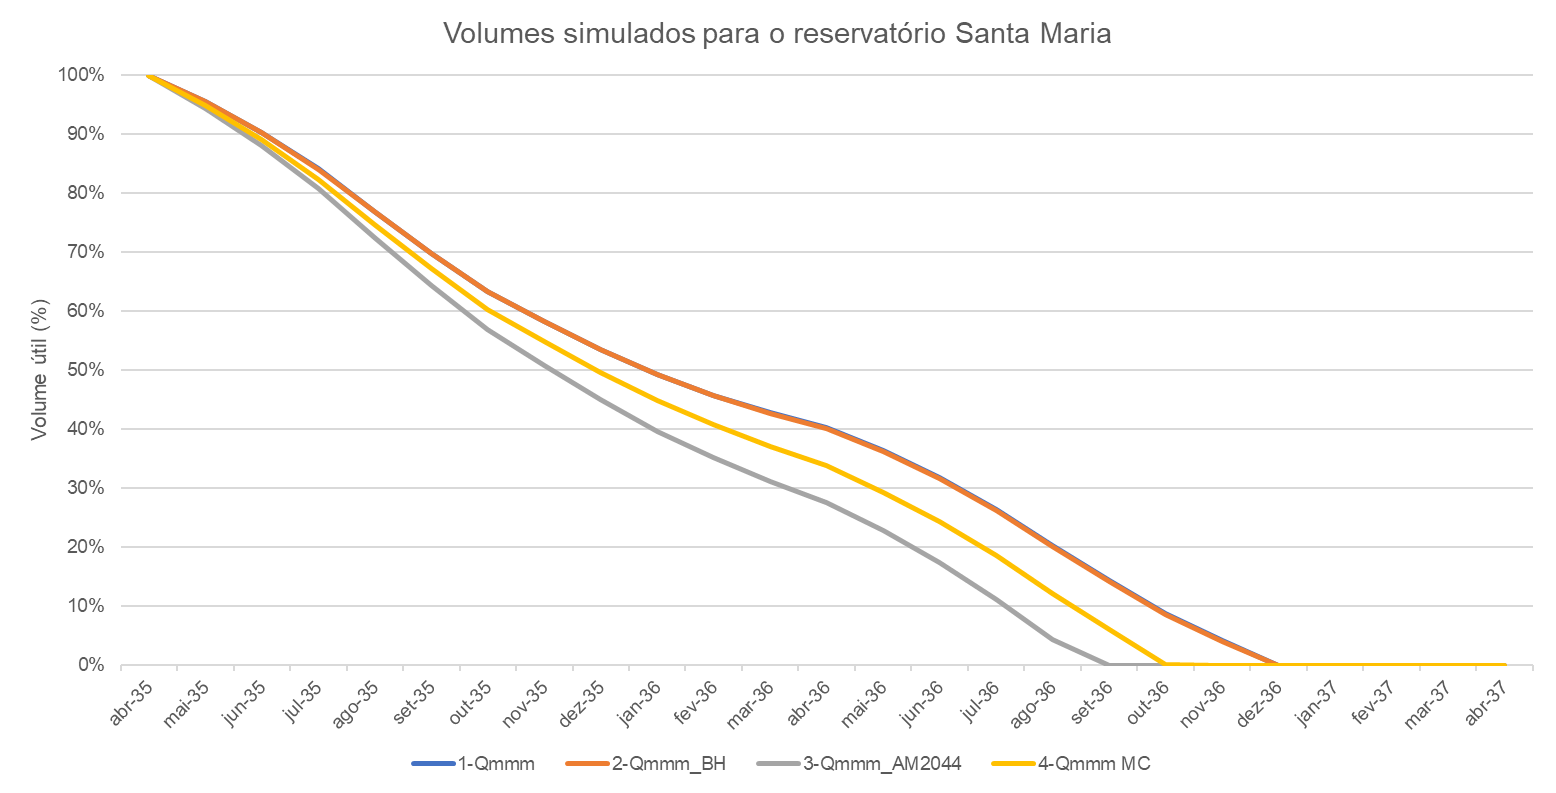 Volumes simulados para o reservatório Santa Maria
Volume útil (%)
100%
90%
80%
70%
60%
50%
40%
30%
20%
10%
0%
abr-35
mai-35
jun-35
jul-35
ago-35
set-35
out-35
nov-35
dez-35
jan-36
fev-36
mar-36
abr-36
mai-36
jun-36
jul-36
ago-36
set-36
out-36
nov-36
dez-36
jan-37
fev-37
mar-37
abr-37
1-Qmmm 2-Qmmm_BH 3-Qmmm_AM2044 4-Qmmm MC